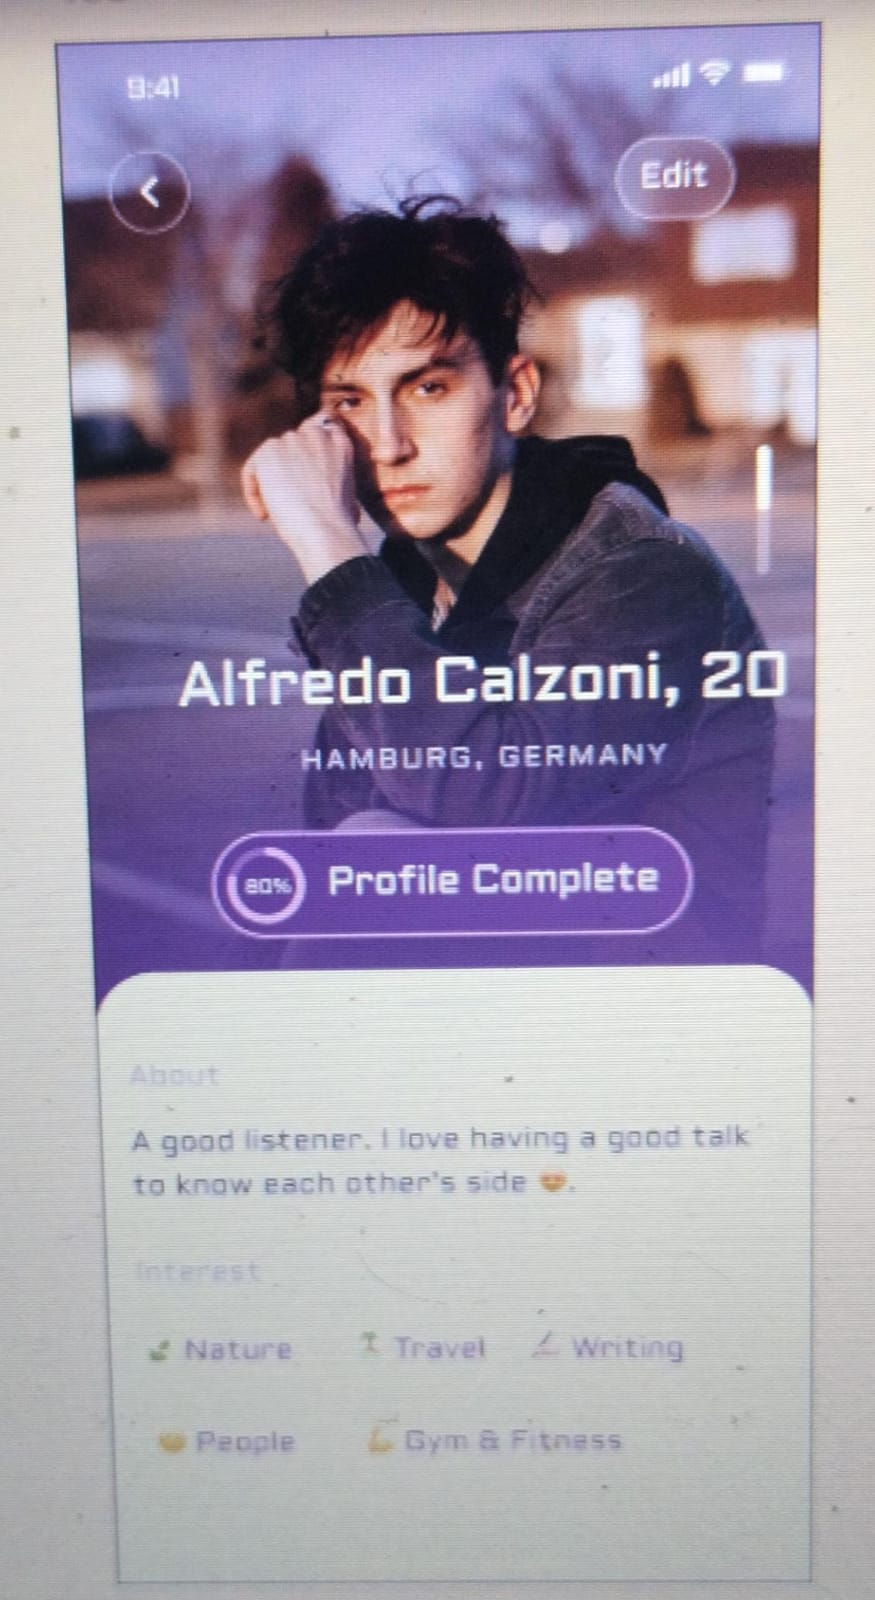 9:41
Edit
Alfredo Calzoni, 20
HAMBURG, GERMANY
80% Profile Complete
About
A good listener. I love having a good talk
to know each other's side 😍.
Interest
Nature Travel Writing
People Gym & Fitness